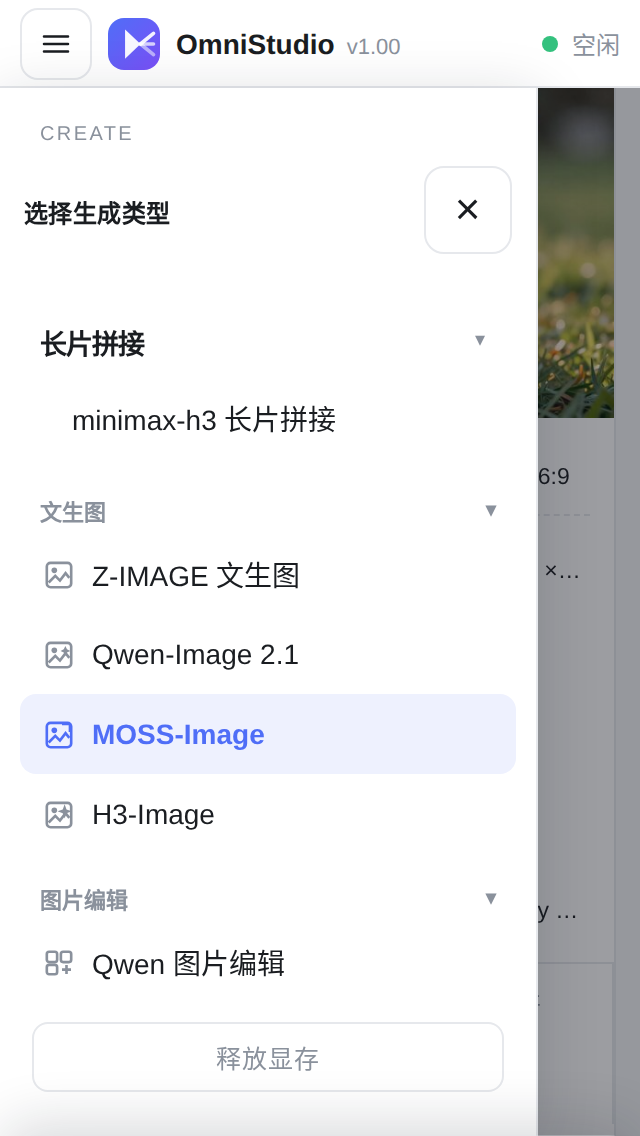 OmniStudio v1.00 空闲
CREATE
选择生成类型
长片拼接
minimax-h3 长片拼接
6:9
文生图
Z-IMAGE 文生图
×...
Qwen-Image 2.1
MOSS-Image
H3-Image
图片编辑
y ...
Qwen 图片编辑
释放显存